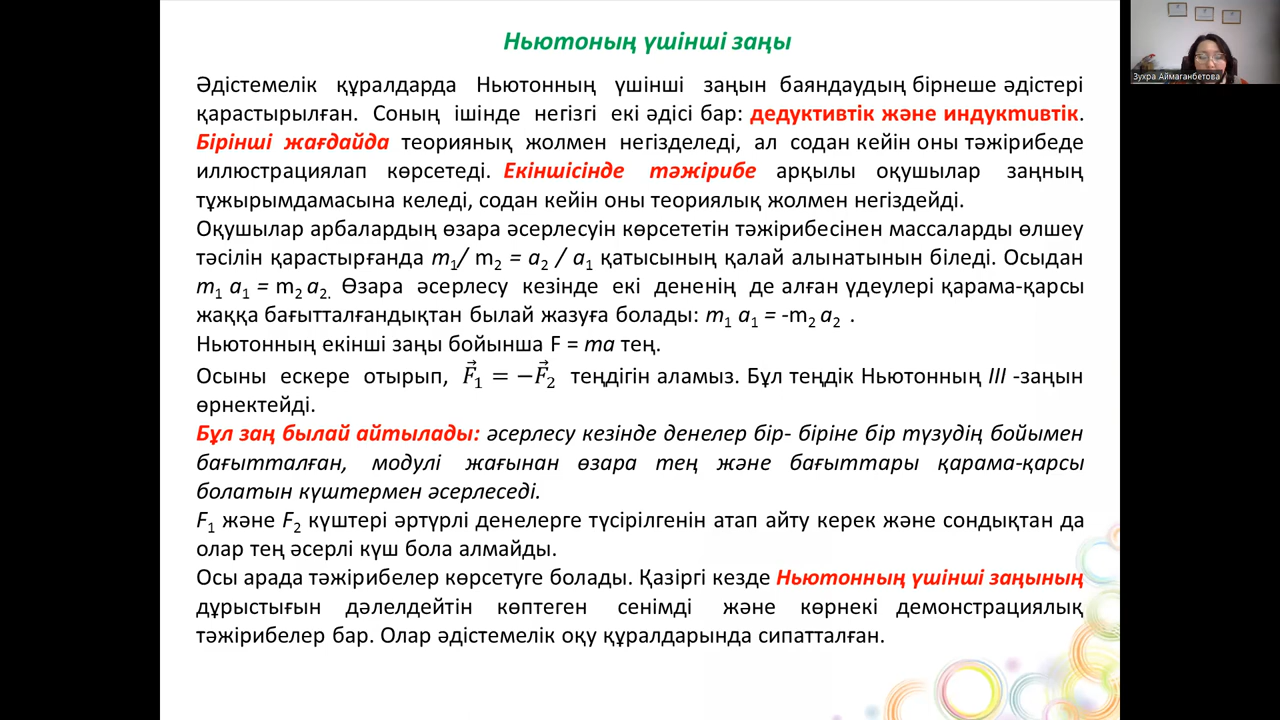 Ньютоның үшінші заңы
Зухра Аймаганбетова
Әдістемелік құралдарда Ньютонның үшінші заңын баяндаудың бірнеше әдістері
қарастырылған. Соның ішінде негізгі екі әдісі бар: дедуктивтік және индуктивтік.
Бірінші жағдайда теориянық жолмен негізделеді, ал содан кейін оны тәжірибеде
иллюстрациялап көрсетеді. Екіншісінде тәжірибе арқылы оқушылар заңның
тұжырымдамасына келеді, содан кейін оны теориялық жолмен негіздейді.
Оқушылар арбалардың өзара әсерлесуін көрсететін тәжірибесінен массаларды өлшеу
тәсілін қарастырғанда m₁/ m₂ = a₂ / a₁ қатысының қалай алынатынын біледі. Осыдан
m₁ a₁ = m₂ a₂. Өзара әсерлесу кезінде екі дененің де алған үдеулері қарама-қарсы
жаққа бағытталғандықтан былай жазуға болады: m₁ a₁ = -m₂ a₂ .
Ньютонның екінші заңы бойынша F = ma тең.
Осыны ескере отырып, F⃗₁ = −F⃗₂ теңдігін аламыз. Бұл теңдік Ньютонның III -заңын
өрнектейді.
Бұл заң былай айтылады: әсерлесу кезінде денелер бір- біріне бір түзудің бойымен
бағытталған, модулі жағынан өзара тең және бағыттары қарама-қарсы
болатын күштермен әсерлеседі.
F₁ және F₂ күштері әртүрлі денелерге түсірілгенін атап айту керек және сондықтан да
олар тең әсерлі күш бола алмайды.
Осы арада тәжірибелер көрсетуге болады. Қазіргі кезде Ньютонның үшінші заңының
дұрыстығын дәлелдейтін көптеген сенімді және көрнекі демонстрациялық
тәжірибелер бар. Олар әдістемелік оқу құралдарында сипатталған.